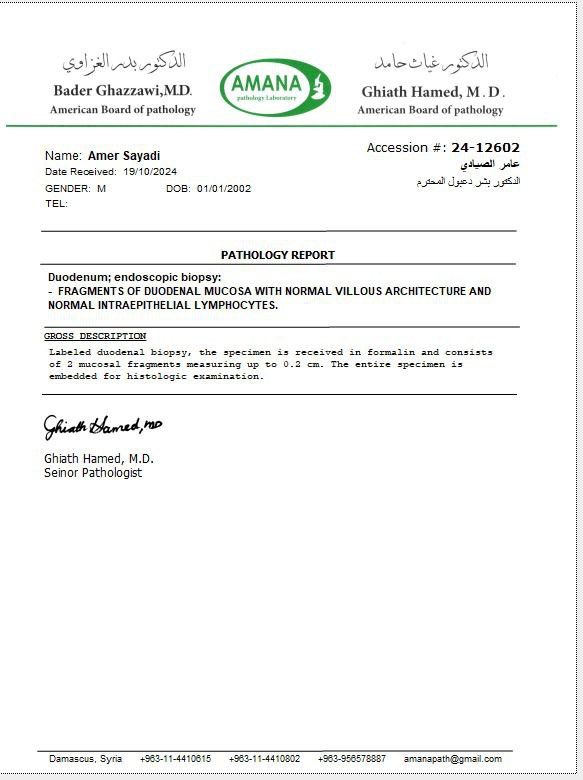 الدكتور بدر الغزاوي
Bader Ghazzawi,M.D.
American Board of pathology
AMANA
pathology Laboratory
الدكتور غياث حامد
Ghiath Hamed, M.D.
American Board of pathology
Name: Amer Sayadi
Date Received: 19/10/2024
GENDER: M DOB: 01/01/2002
TEL:
Accession #: 24-12602
عامر الصيادي
الدكتور بشر دعبول المحترم
PATHOLOGY REPORT
Duodenum; endoscopic biopsy:
- FRAGMENTS OF DUODENAL MUCOSA WITH NORMAL VILLOUS ARCHITECTURE AND
NORMAL INTRAEPITHELIAL LYMPHOCYTES.
GROSS DESCRIPTION
Labeled duodenal biopsy, the specimen is received in formalin and consists
of 2 mucosal fragments measuring up to 0.2 cm. The entire specimen is
embedded for histologic examination.
Ghiath Hamed, MD
Ghiath Hamed, M.D.
Seinor Pathologist
Damascus, Syria +963-11-4410615 +963-11-4410802 +963-956578887 amanapath@gmail.com